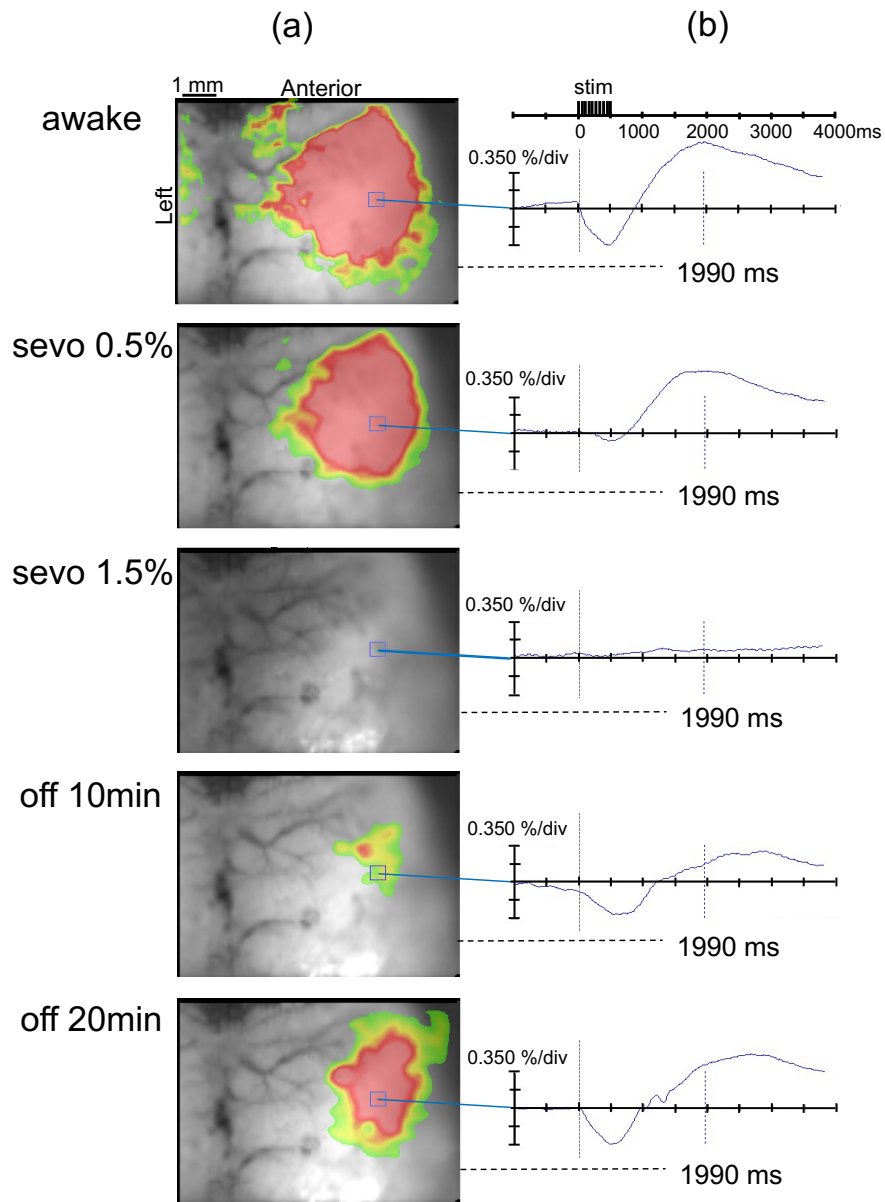 (a)
(b)
awake
1 mm
Anterior
Left
stim
0 1000 2000 3000 4000ms
0.350 %/div
1990 ms
sevo 0.5%
0.350 %/div
1990 ms
sevo 1.5%
0.350 %/div
1990 ms
off 10min
0.350 %/div
1990 ms
off 20min
0.350 %/div
1990 ms